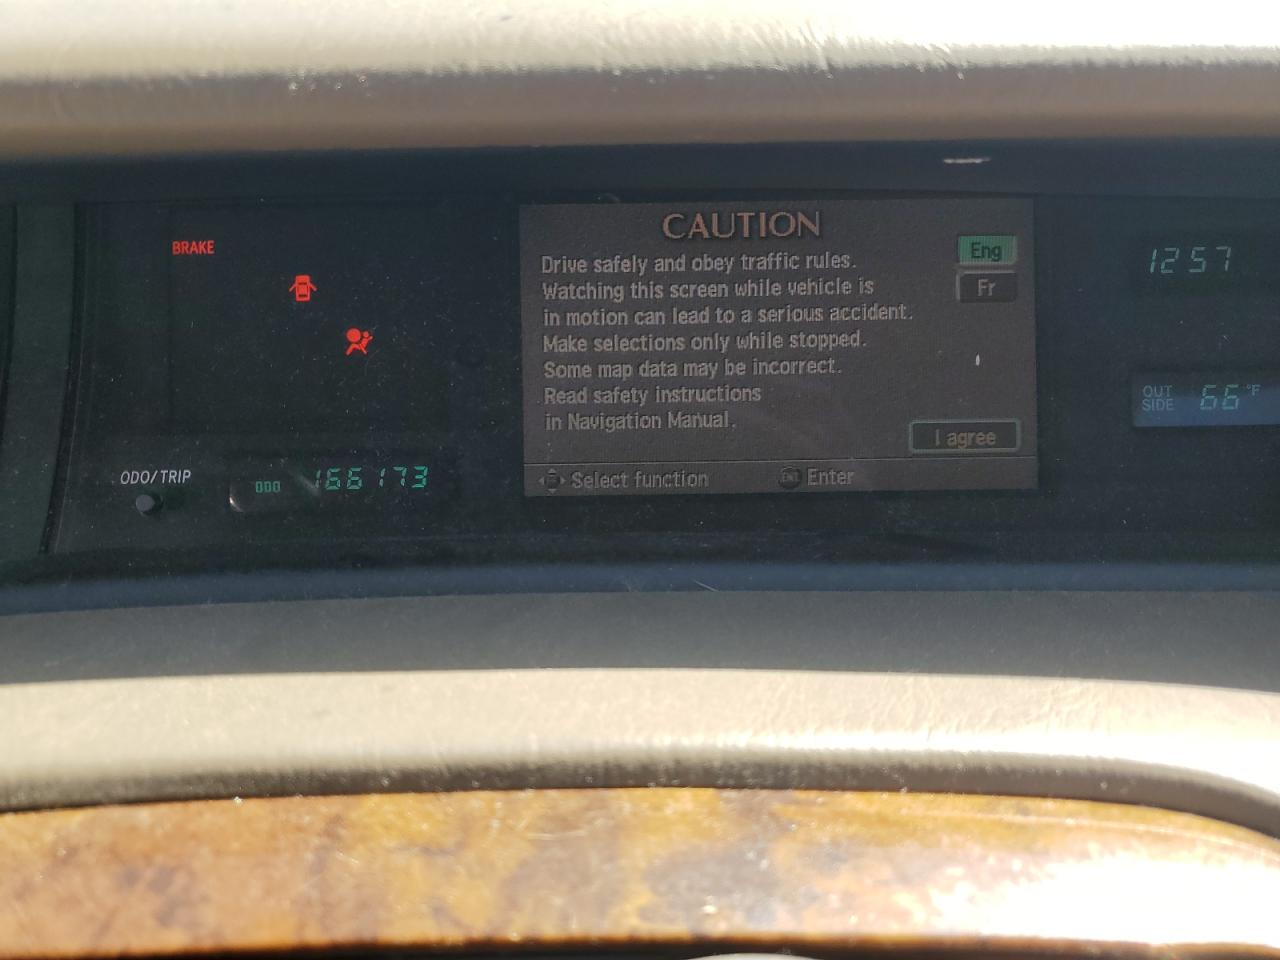 BRAKE
ODO/TRIP
ODO 166173
CAUTION
Drive safely and obey traffic rules.
Watching this screen while vehicle is
in motion can lead to a serious accident.
Make selections only while stopped.
Some map data may be incorrect.
Read safety instructions
in Navigation Manual.
Eng
Fr
I agree
Select function
ENT Enter
12 57
OUT
SIDE 66 °F